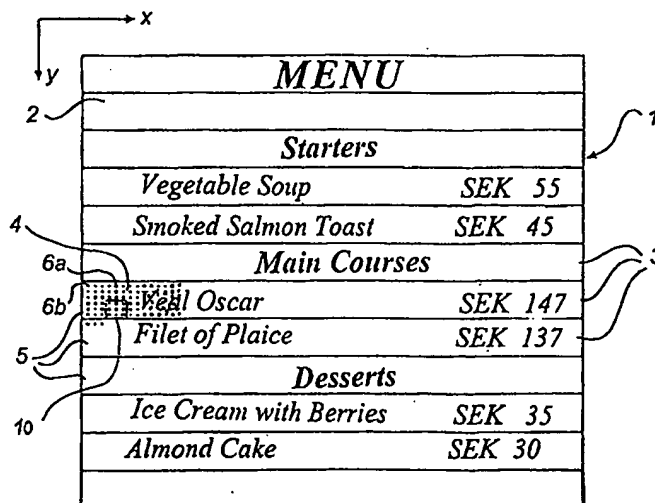 x
y
MENU
2
1
Starters
Vegetable Soup SEK 55
4
Smoked Salmon Toast SEK 45
6a
Main Courses
3
6b
Veal Oscar SEK 147
5
Filet of Plaice SEK 137
Desserts
10
Ice Cream with Berries SEK 35
Almond Cake SEK 30